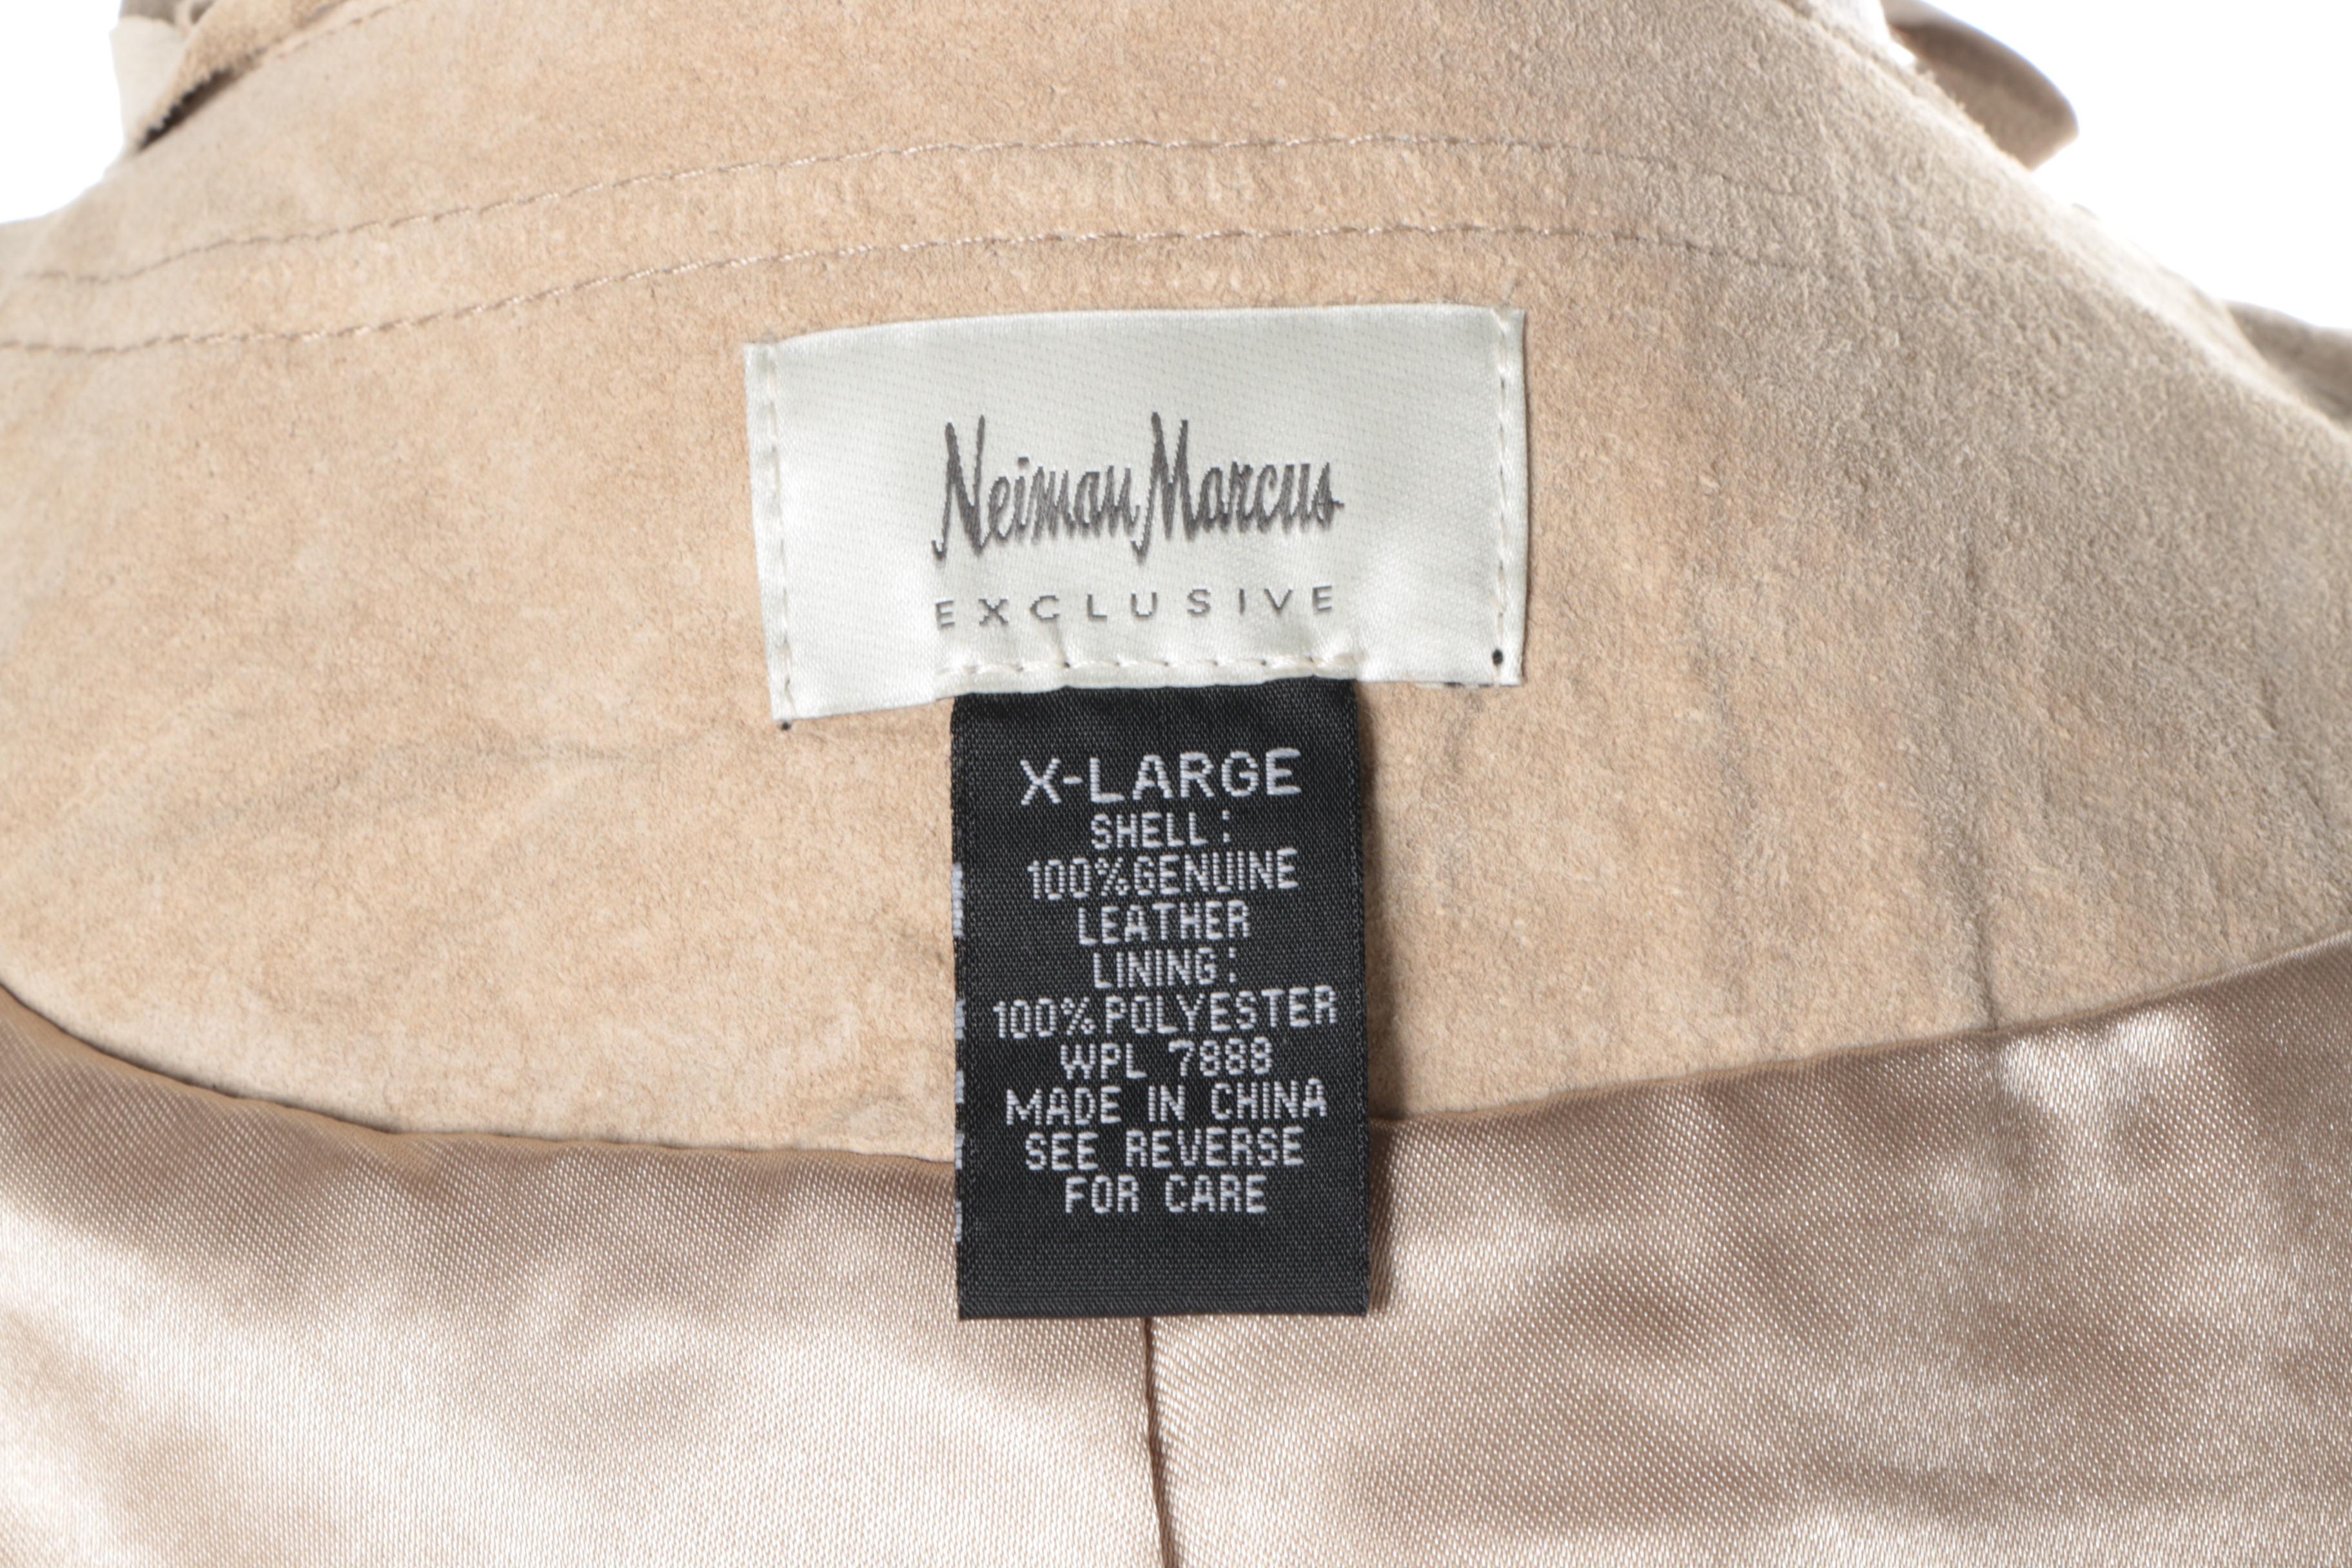 Neiman Marcus
EXCLUSIVE
X-LARGE
SHELL:
100%GENUINE
LEATHER
LINING:
100%POLYESTER
WPL 7888
MADE IN CHINA
SEE REVERSE
FOR CARE